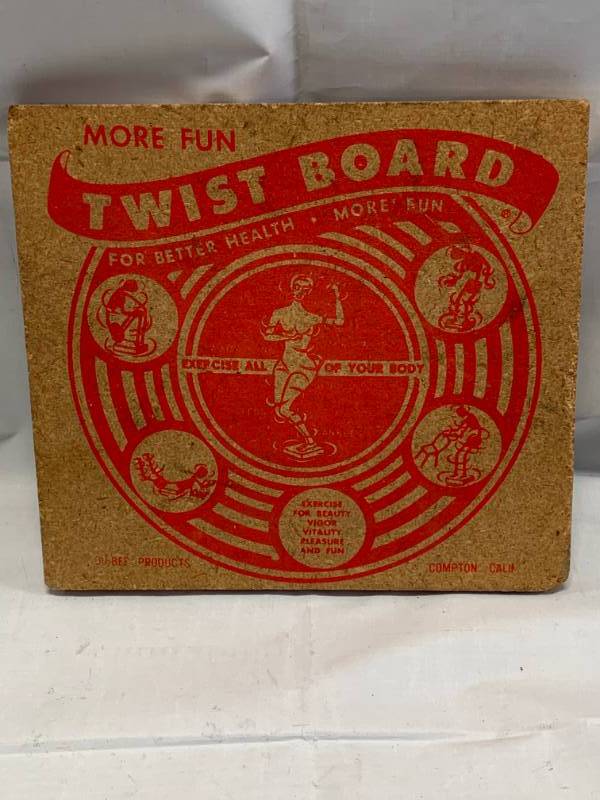 MORE FUN
TWIST BOARD ®
FOR BETTER HEALTH • MORE FUN
EXERCISE ALL OF YOUR BODY
EXERCISE
FOR BEAUTY
VIGOR
VITALITY
PLEASURE
AND FUN
PRODUCTS
COMPTON CALIF